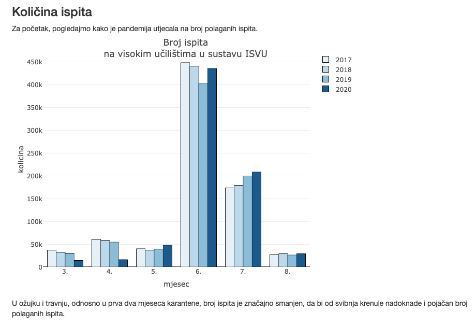 Količina ispita
Za početak, pogledajmo kako je pandemija utjecala na broj polaganih ispita.
Broj ispita
na visokim učilištima u sustavu ISVU
450k
400k
350k
300k
250k
200k
150k
100k
50k
0
kolicina
3. 4. 5. 6. 7. 8.
mjesec
2017
2018
2019
2020
U ožujku i travnju, odnosno u prva dva mjeseca karantene, broj ispita je značajno smanjen, da bi od svibnja krenule nadoknade i pojačan broj
polaganih ispita.